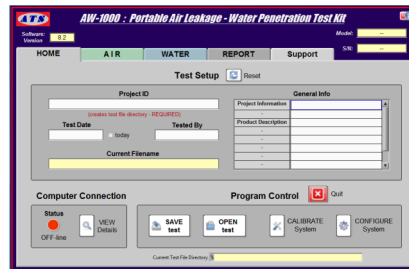 ATS
AW-1000 : Portable Air Leakage - Water Penetration Test Kit
Software: Version 8.2
Model: --
S/N: --
HOME AIR WATER REPORT Support
Test Setup Reset
Project ID
(creates test file directory - REQUIRED)
Test Date today Tested By
Current Filename
General Info
Project Information
-
Product Description
-
-
-
-
Computer Connection
Program Control Quit
Status
OFF-line
VIEW Details
SAVE test
OPEN test
CALIBRATE System
CONFIGURE System
Current Test File Directory